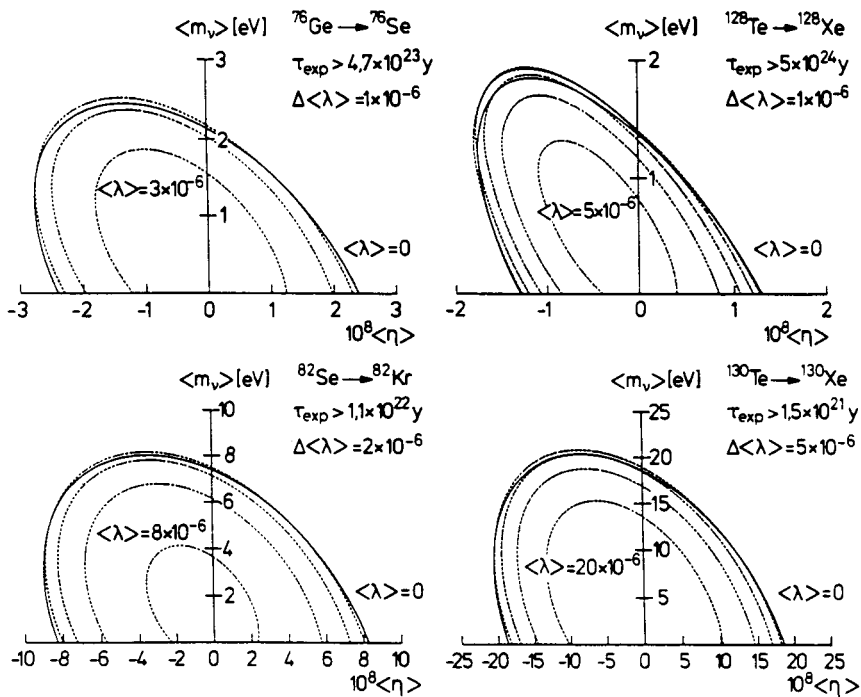 <mν> [eV]
⁷⁶Ge → ⁷⁶Se
τexp > 4,7×10²³ y
Δ<λ> = 1×10⁻⁶
3
2
1
<λ> = 3×10⁻⁶
<λ> = 0
-3 -2 -1 0 1 2 3
10⁸<η>
<mν> [eV]
¹²⁸Te → ¹²⁸Xe
τexp > 5×10²⁴ y
Δ<λ> = 1×10⁻⁶
2
1
<λ> = 5×10⁻⁶
<λ> = 0
-2 -1 0 1 2
10⁸<η>
<mν> [eV]
⁸²Se → ⁸²Kr
τexp > 1,1×10²² y
Δ<λ> = 2×10⁻⁶
10
8
6
4
2
<λ> = 8×10⁻⁶
<λ> = 0
-10 -8 -6 -4 -2 0 2 4 6 8 10
10⁸<η>
<mν> [eV]
¹³⁰Te → ¹³⁰Xe
τexp > 1,5×10²¹ y
Δ<λ> = 5×10⁻⁶
25
20
15
10
5
<λ> = 20×10⁻⁶
<λ> = 0
-25 -20 -15 -10 -5 0 5 10 15 20 25
10⁸<η>